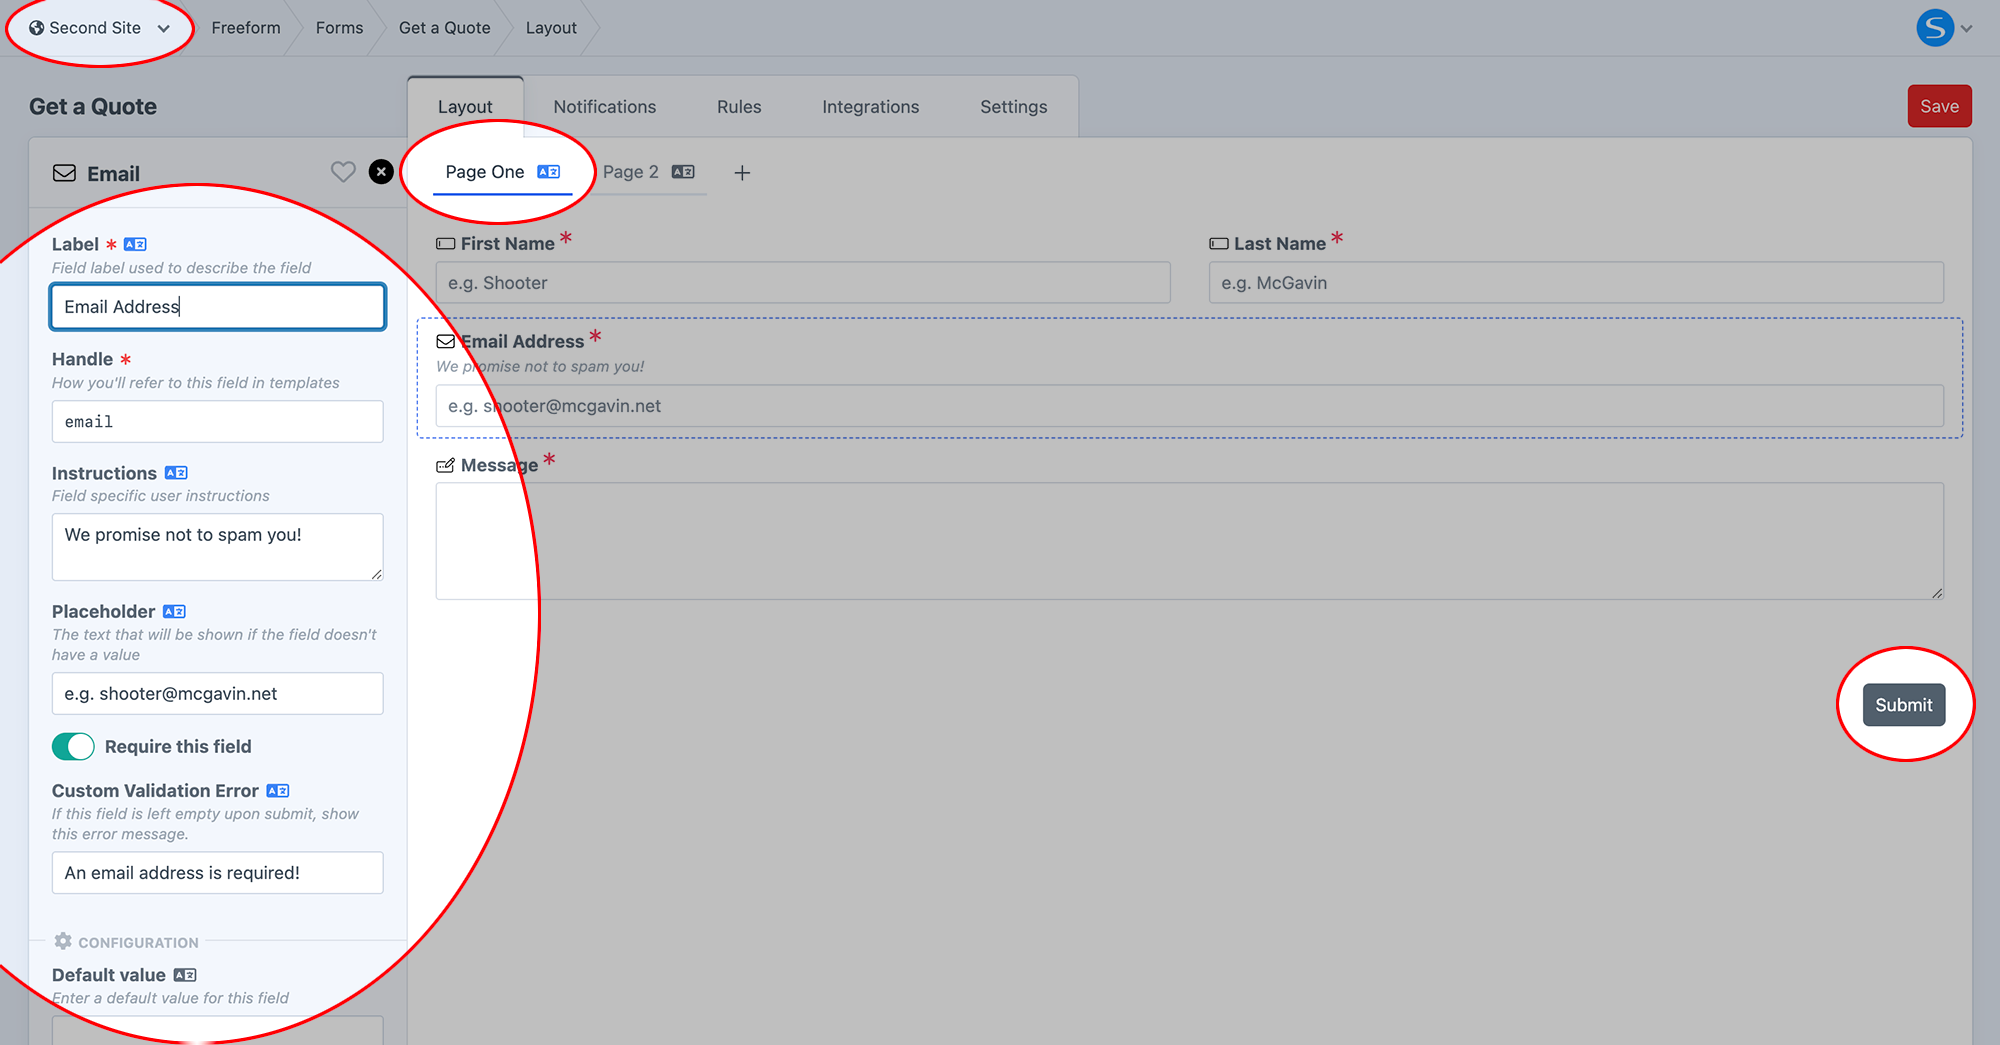 Second Site
Freeform
Forms
Get a Quote
Layout
S
Get a Quote
Layout
Notifications
Rules
Integrations
Settings
Save
Email
Page One
Page 2
Label *
Field label used to describe the field
Email Address
Handle *
How you'll refer to this field in templates
email
Instructions
Field specific user instructions
We promise not to spam you!
Placeholder
The text that will be shown if the field doesn't
have a value
e.g. shooter@mcgavin.net
Require this field
Custom Validation Error
If this field is left empty upon submit, show
this error message.
An email address is required!
CONFIGURATION
Default value
Enter a default value for this field
First Name *
e.g. Shooter
Last Name *
e.g. McGavin
Email Address *
We promise not to spam you!
e.g. shooter@mcgavin.net
Message *
Submit